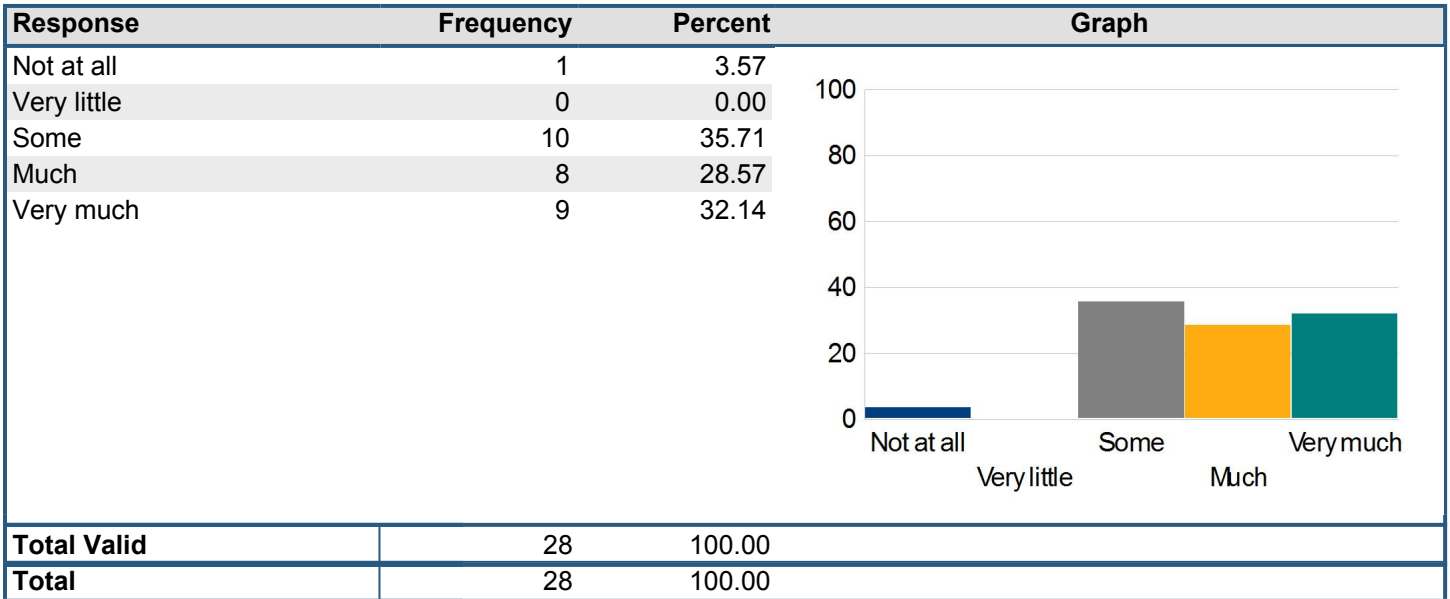 Response Frequency Percent Graph
Not at all 1 3.57
Very little 0 0.00
Some 10 35.71
Much 8 28.57
Very much 9 32.14
100
80
60
40
20
0
Not at all Some Very much
Very little Much
Total Valid 28 100.00
Total 28 100.00